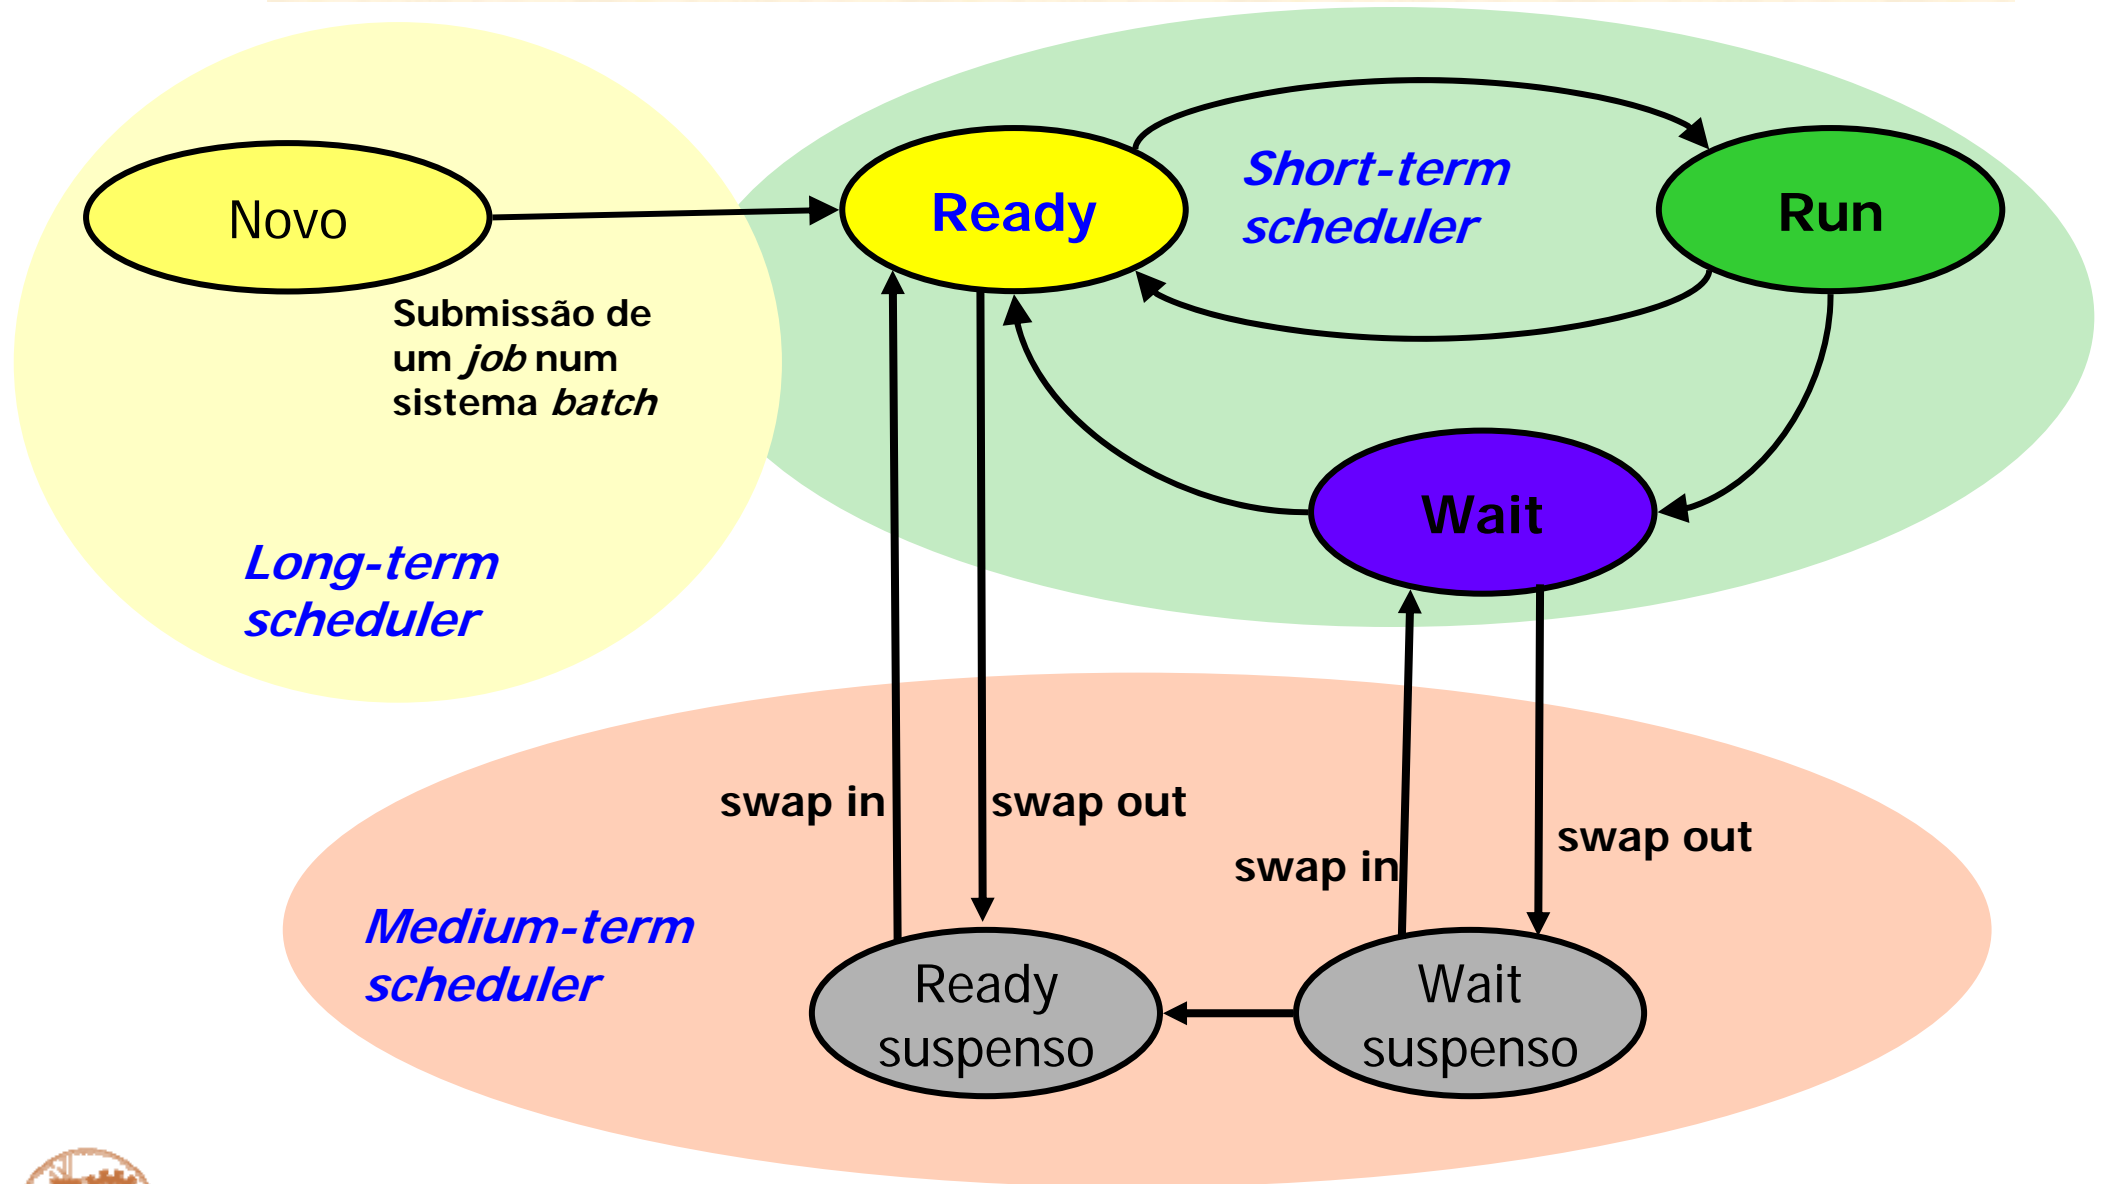 Novo
Ready
Short-term
scheduler
Run
Submissão de
um job num
sistema batch
Wait
Long-term
scheduler
swap in
swap out
swap in
swap out
Medium-term
scheduler
Ready
suspenso
Wait
suspenso